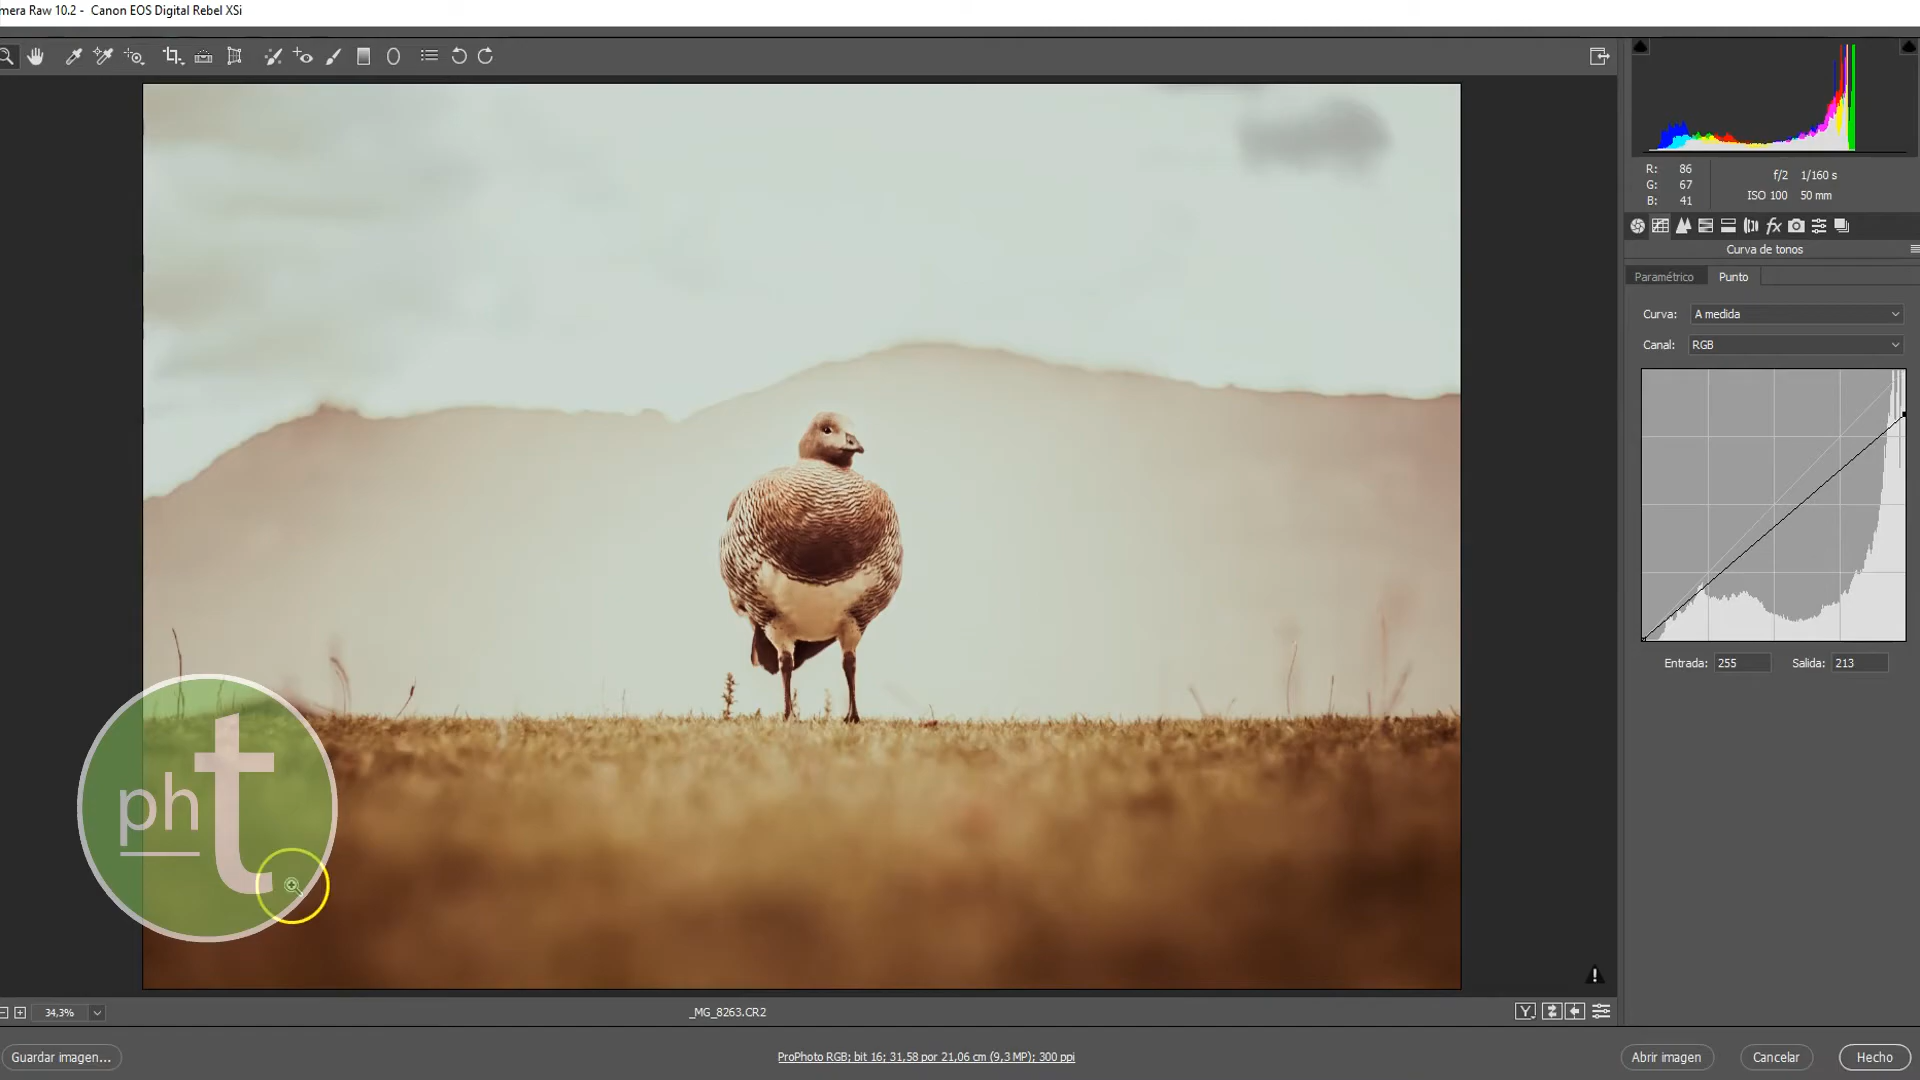 mera Raw 10.2 - Canon EOS Digital Rebel XSi
R: 86
G: 67
B: 41
f/2 1/160 s
ISO 100 50 mm
fx
Curva de tonos
Paramétrico Punto
Curva: A medida
Canal: RGB
Entrada: 255 Salida: 213
pht
34,3%
_MG_8263.CR2
Y
Guardar imagen...
ProPhoto RGB; bit 16; 31,58 por 21,06 cm (9,3 MP); 300 ppi
Abrir imagen
Cancelar
Hecho